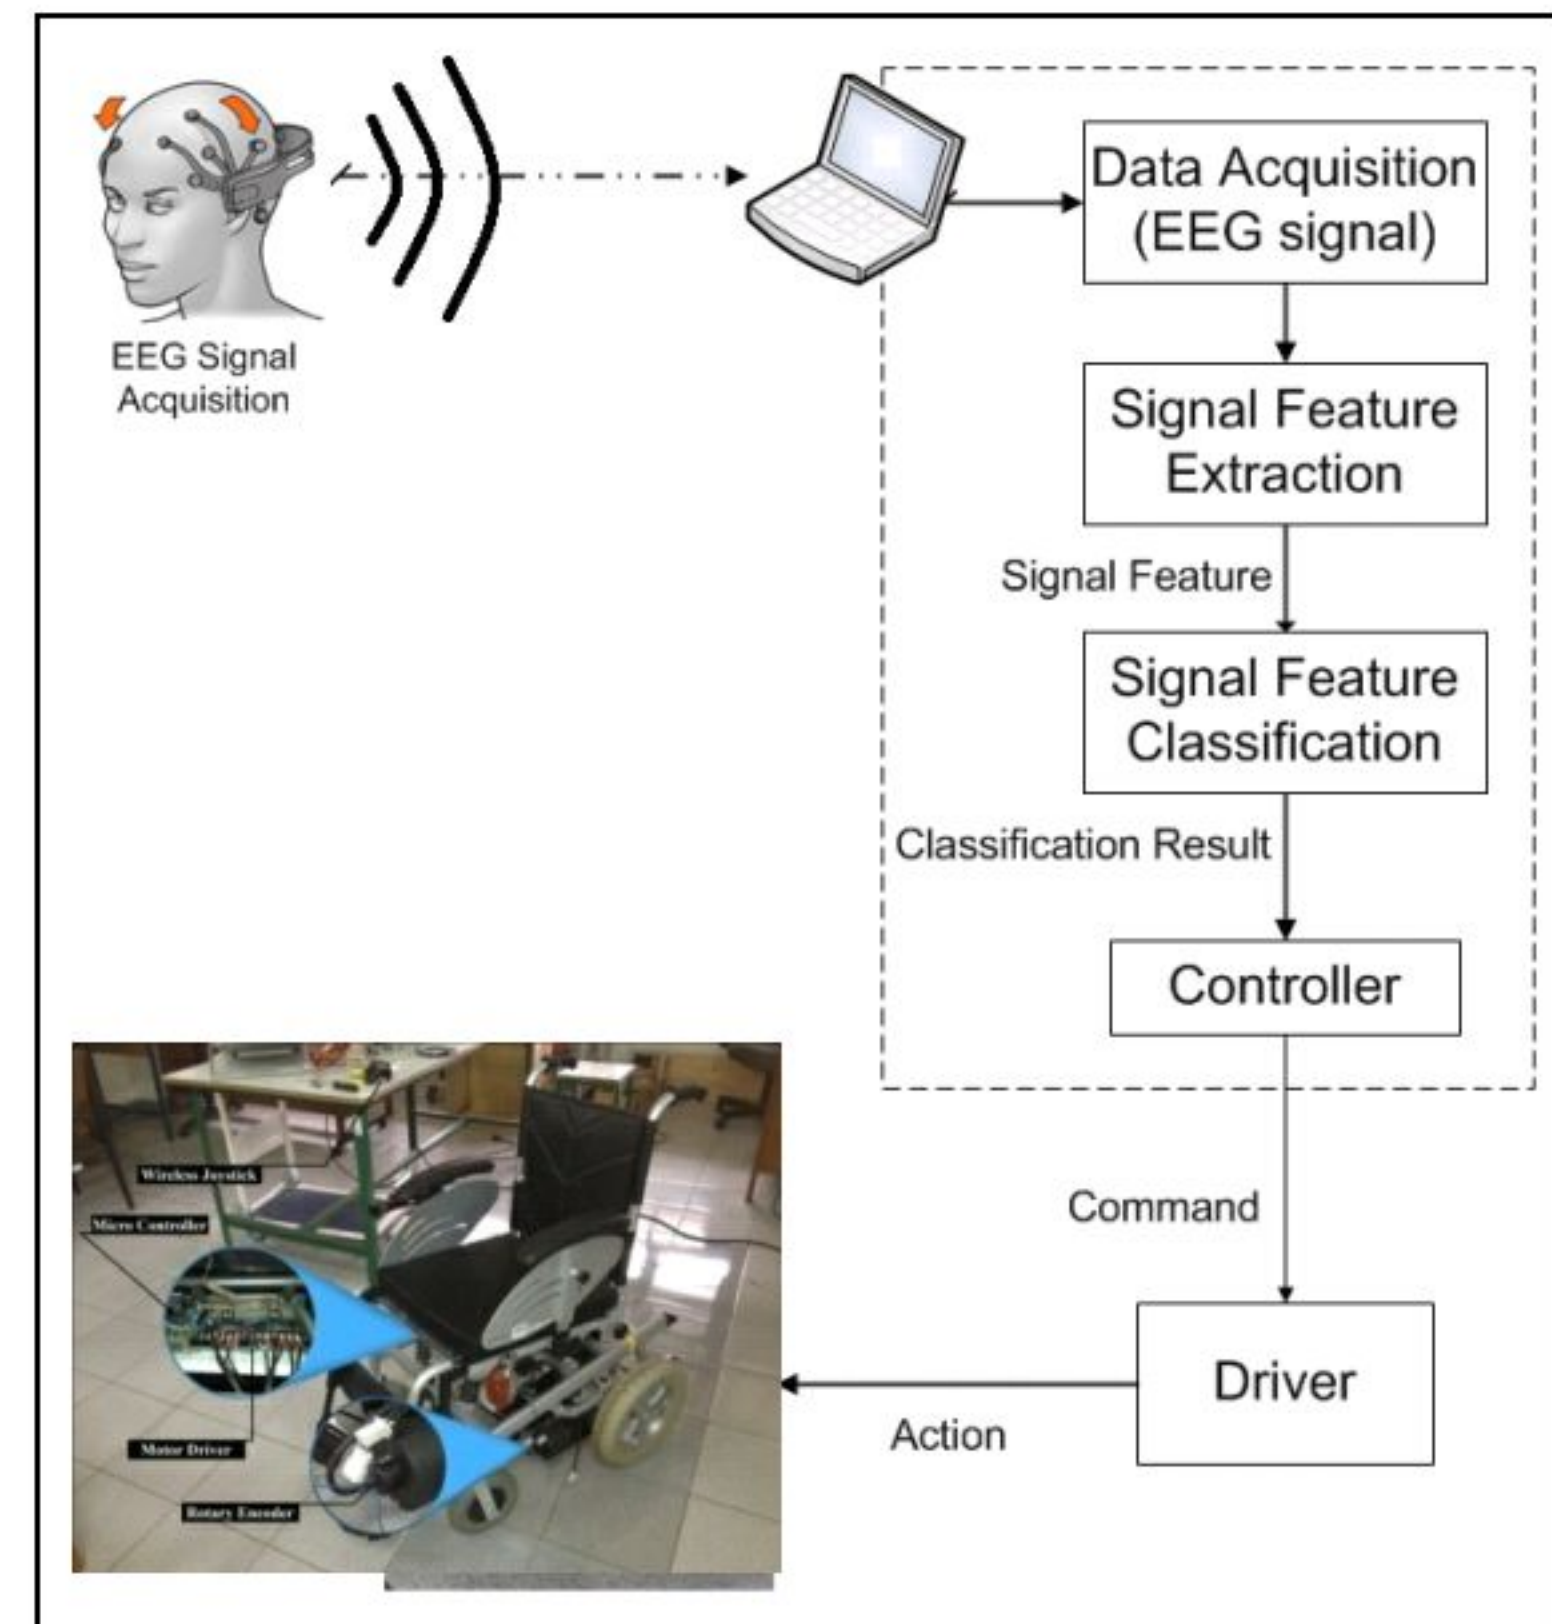 EEG Signal
Acquisition
Data Acquisition
(EEG signal)
Signal Feature
Extraction
Signal Feature
Signal Feature
Classification
Classification Result
Controller
Command
Driver
Action
Wireless Joystick
Micro Controller
Motor Driver
Rotary Encoder